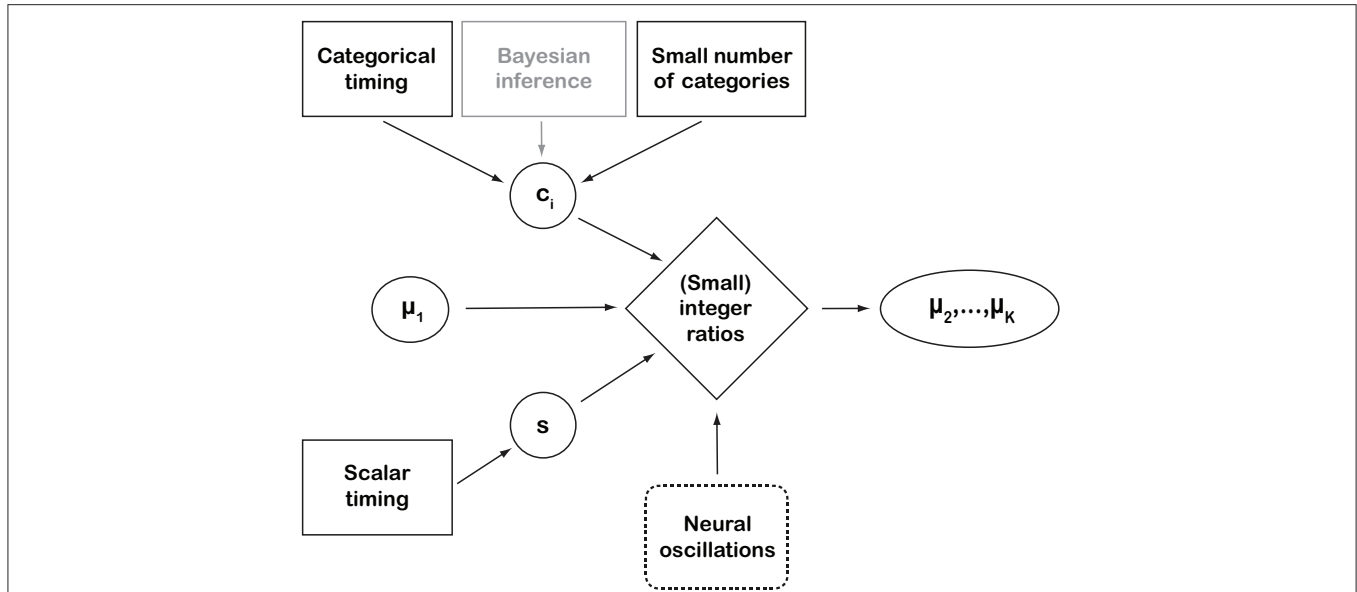 Categorical
timing
Bayesian
inference
Small number
of categories
c_i
(Small)
integer
ratios
μ_1
μ_2,...,μ_K
s
Scalar
timing
Neural
oscillations